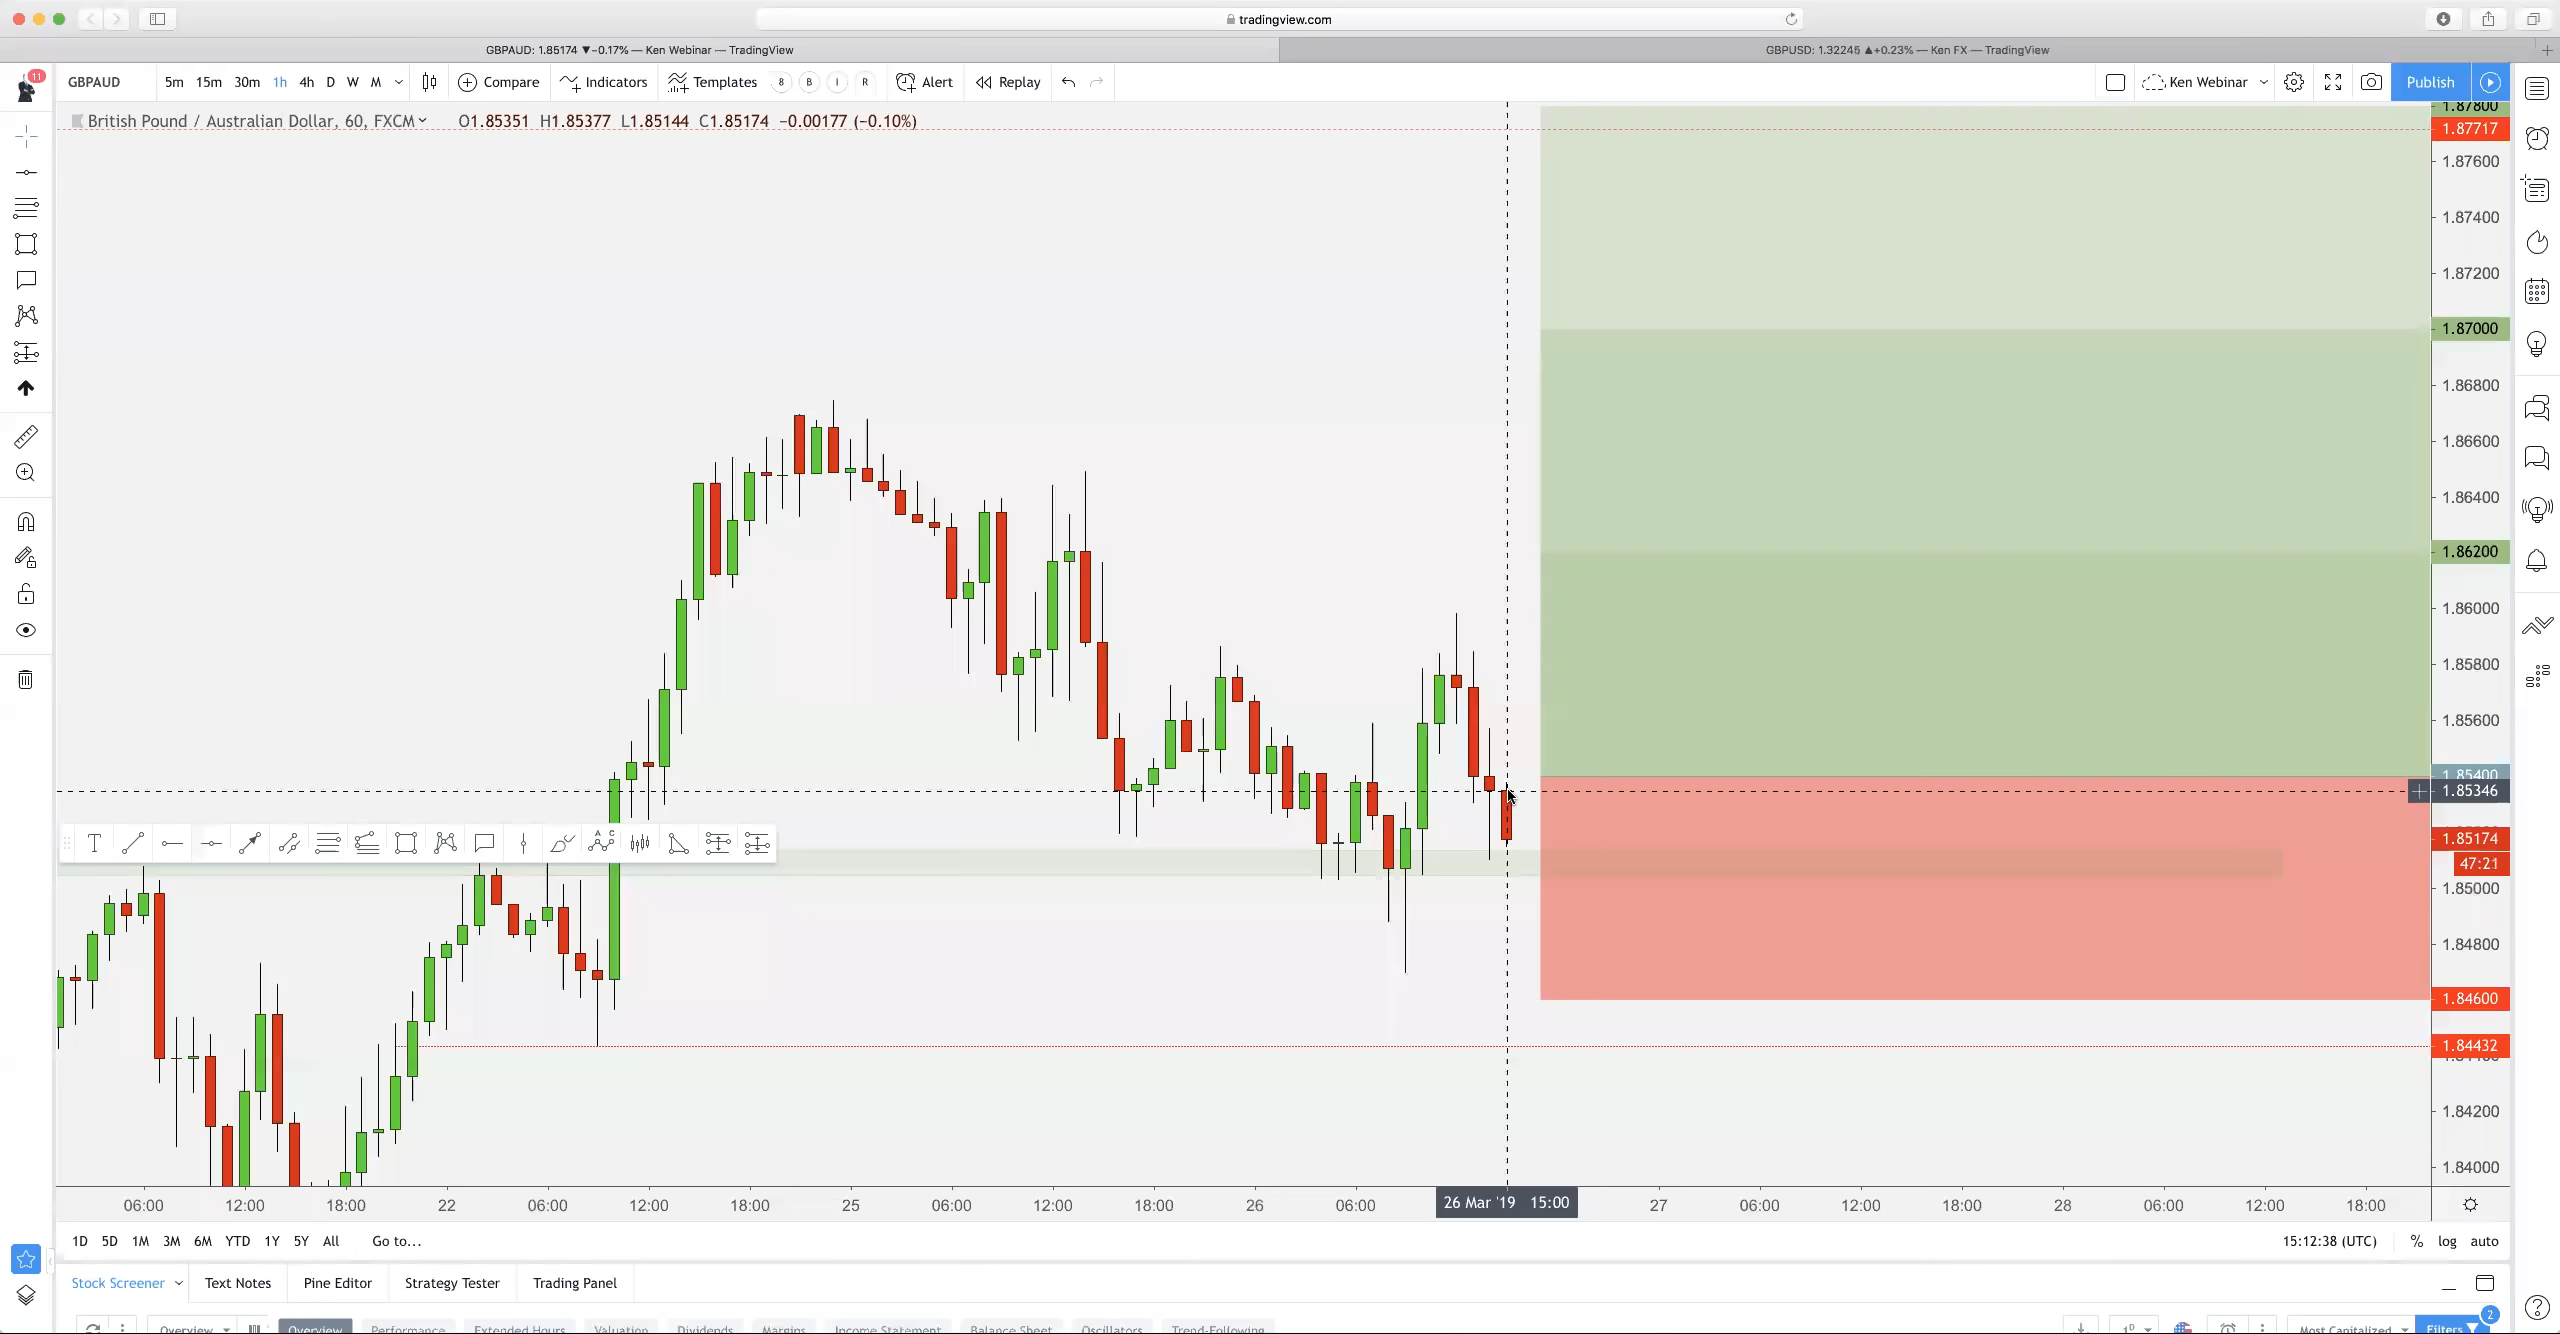 tradingview.com
GBPAUD: 1.85174 ▼−0.17% — Ken Webinar — TradingView
GBPUSD: 1.32245 ▲+0.23% — Ken FX — TradingView
11
GBPAUD 5m 15m 30m 1h 4h D W M Compare Indicators Templates 8 B I R Alert Replay Ken Webinar Publish
British Pound / Australian Dollar, 60, FXCM O1.85351 H1.85377 L1.85144 C1.85174 −0.00177 (−0.10%)
1.87800
1.87717
1.87600
1.87400
1.87200
1.87000
1.86800
1.86600
1.86400
1.86200
1.86000
1.85800
1.85600
1.85400
1.85346
1.85174
47:21
1.85000
1.84800
1.84600
1.84432
1.84200
1.84000
06:00 12:00 18:00 22 06:00 12:00 18:00 25 06:00 12:00 18:00 26 06:00 26 Mar '19 15:00 27 06:00 12:00 18:00 28 06:00 12:00 18:00
1D 5D 1M 3M 6M YTD 1Y 5Y All Go to... 15:12:38 (UTC) % log auto
Stock Screener Text Notes Pine Editor Strategy Tester Trading Panel
Overview Overview Performance Extended Hours Valuation Dividends Margins Income Statement Balance Sheet Oscillators Trend-Following 1D Most Capitalized Filters 2